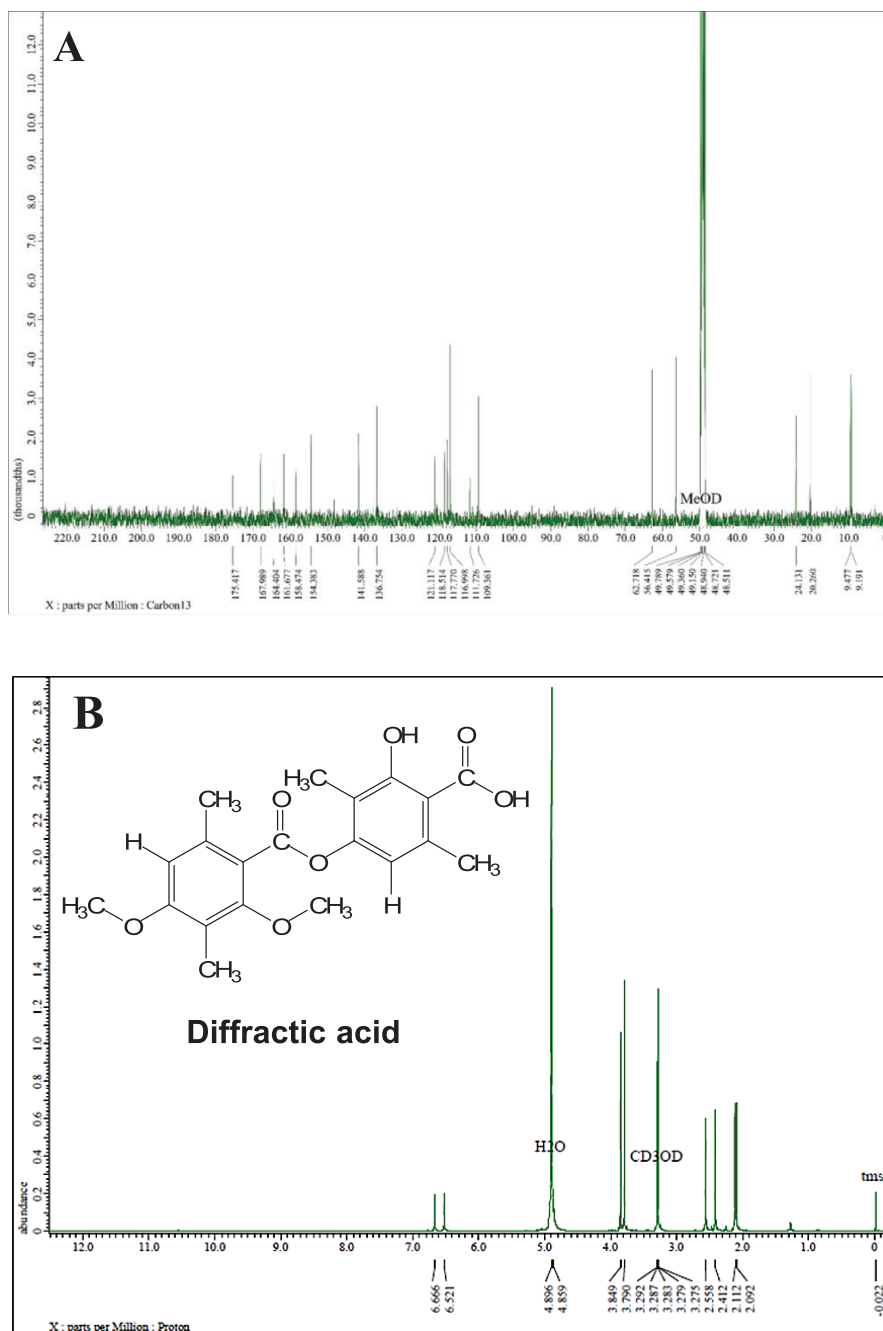 A
12.0
11.0
10.0
9.0
8.0
7.0
6.0
5.0
4.0
3.0
2.0
1.0
0
(thousandths)
MeOD
220.0 210.0 200.0 190.0 180.0 170.0 160.0 150.0 140.0 130.0 120.0 110.0 100.0 90.0 80.0 70.0 60.0 50.0 40.0 30.0 20.0 10.0
175.417
167.989
164.404
161.677
158.474
154.383
141.588
136.754
121.117
118.514
117.770
116.998
111.726
109.361
62.718
56.415
49.789
49.579
49.360
49.150
48.940
48.721
48.511
24.131
20.260
9.477
9.191
X : parts per Million : Carbon13
B
2.8
2.6
2.4
2.2
2.0
1.8
1.6
1.4
1.2
1.0
0.8
0.6
0.4
0.2
0
abundance
OH
O
H3C
C
OH
CH3
O
H
C
O
CH3
H
H3C
O
O
CH3
CH3
Diffractic acid
H2O
CD3OD
tms
12.0 11.0 10.0 9.0 8.0 7.0 6.0 5.0 4.0 3.0 2.0 1.0 0
6.666
6.521
4.896
4.859
3.849
3.790
3.292
3.287
3.283
3.279
3.275
2.558
2.412
2.112
2.092
-0.022
X : parts per Million : Proton